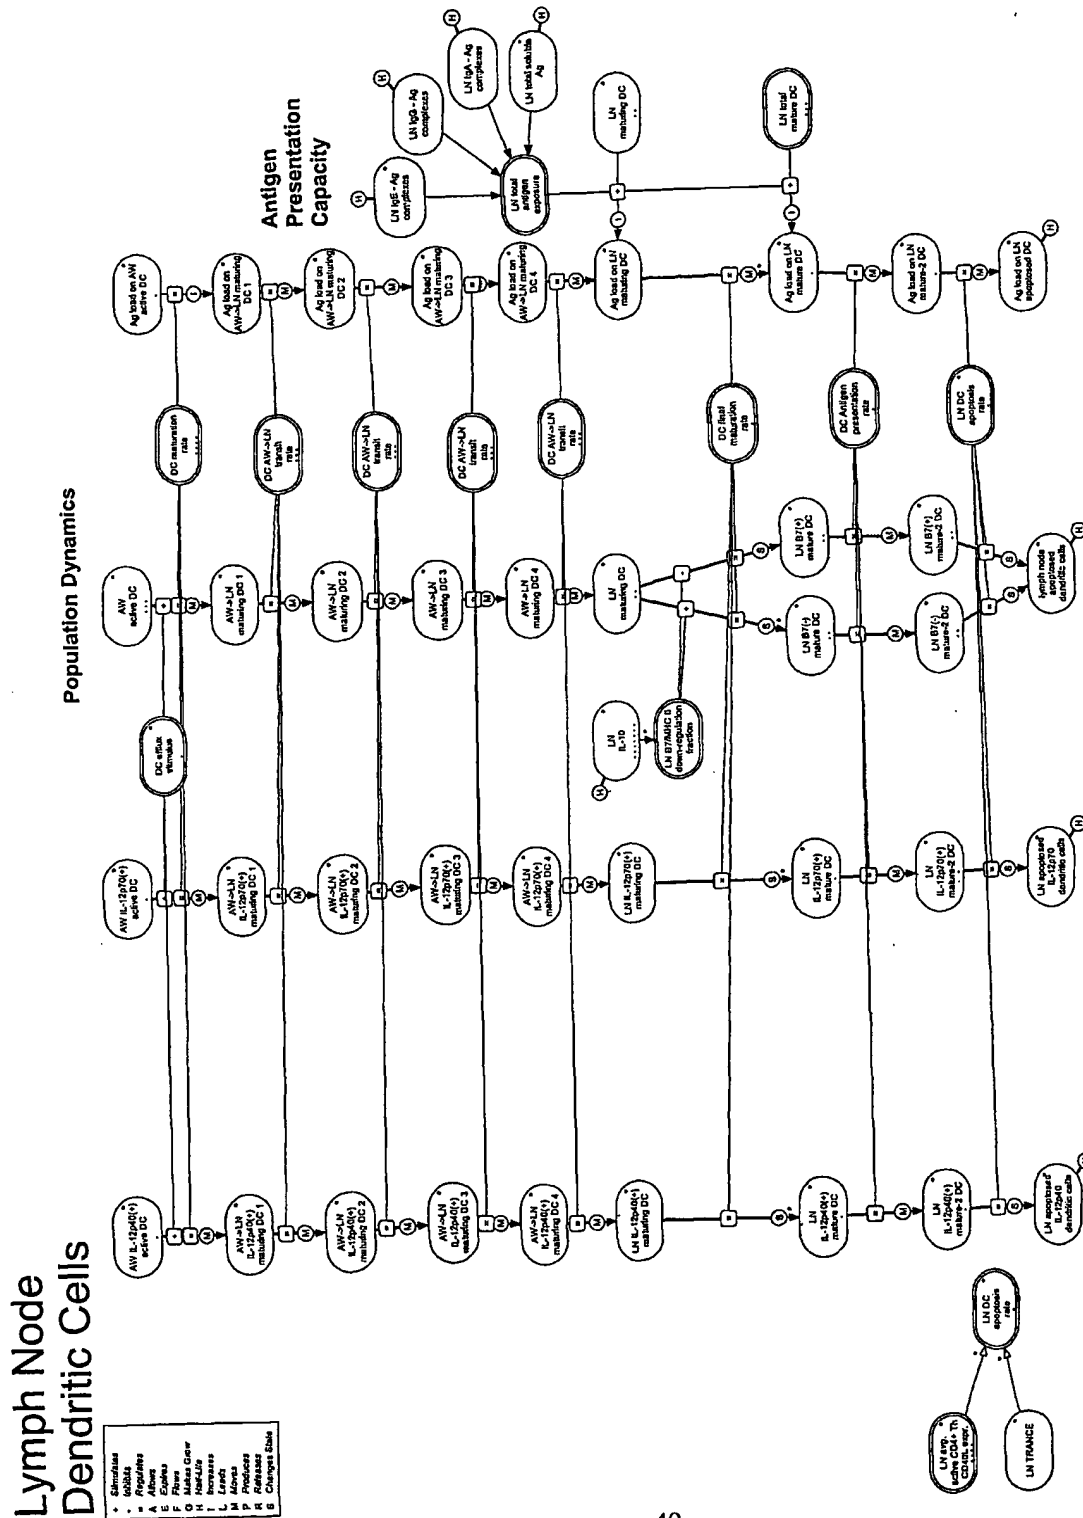 Lymph Node
Dendritic Cells
+ Stimulates
- Inhibits
= Regulates
A Allows
E Expires
F Flows
G Makes Grow
H Half-Life
I Increases
L Leads
M Moves
P Produces
R Releases
S Changes State
Population Dynamics
Antigen
Presentation
Capacity
AW IL-12p40(+)
active DC
AW->LN
IL-12p40(+)
maturing DC 1
AW->LN
IL-12p40(+)
maturing DC 2
AW->LN
IL-12p40(+)
maturing DC 3
AW->LN
IL-12p40(+)
maturing DC 4
LN IL-12p40(+)
maturing DC
LN
IL-12p40(+)
mature DC
LN
IL-12p40(+)
mature-2 DC
LN apoptosed
IL-12p40
dendritic cells
AW IL-12p70(+)
active DC
AW->LN
IL-12p70(+)
maturing DC 1
AW->LN
IL-12p70(+)
maturing DC 2
AW->LN
IL-12p70(+)
maturing DC 3
AW->LN
IL-12p70(+)
maturing DC 4
LN IL-12p70(+)
maturing DC
LN
IL-12p70(+)
mature DC
LN
IL-12p70(+)
mature-2 DC
LN apoptosed
IL-12p70
dendritic cells
DC efflux
stimulus
LN
IL-10
LN B7/MHC II
down-regulation
fraction
AW
active DC
AW->LN
maturing DC 1
AW->LN
maturing DC 2
AW->LN
maturing DC 3
AW->LN
maturing DC 4
LN
maturing DC
LN B7(-)
mature DC
LN B7(+)
mature DC
LN B7(-)
mature-2 DC
LN B7(+)
mature-2 DC
lymph node
apoptosed
dendritic cells
DC maturation
rate
DC AW->LN
transit
rate
DC AW->LN
transit
rate
DC AW->LN
transit
rate
DC AW->LN
transit
rate
DC final
maturation
rate
DC Antigen
presentation
rate
LN DC
apoptosis
rate
Ag load on AW
active DC
Ag load on
AW->LN maturing
DC 1
Ag load on
AW->LN maturing
DC 2
Ag load on
AW->LN maturing
DC 3
Ag load on
AW->LN maturing
DC 4
Ag load on LN
maturing DC
Ag load on LN
mature DC
Ag load on LN
mature-2 DC
Ag load on LN
apoptosed DC
LN IgE - Ag
complexes
LN IgG - Ag
complexes
LN IgA - Ag
complexes
LN total soluble
Ag
LN total
antigen
exposure
LN
maturing DC
LN total
mature DC
LN avg.
active CD4+ Th
CD40L expr.
LN TRANCE
LN DC
apoptosis
rate
40